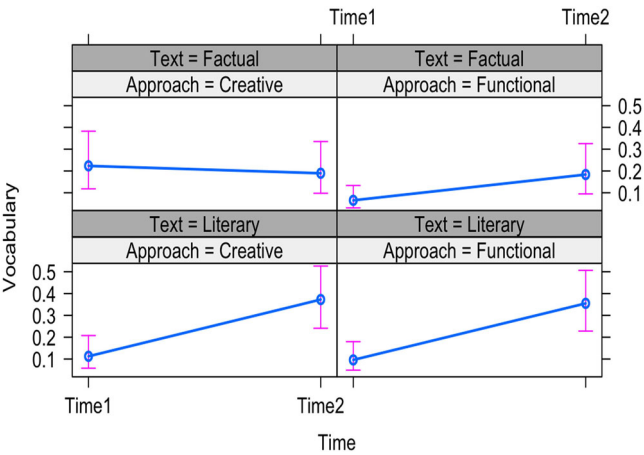 Time1 Time2
Text = Factual Text = Factual
Approach = Creative Approach = Functional
0.5
0.4
0.3
0.2
0.1
Text = Literary Text = Literary
Approach = Creative Approach = Functional
Vocabulary
0.5
0.4
0.3
0.2
0.1
Time1 Time2
Time